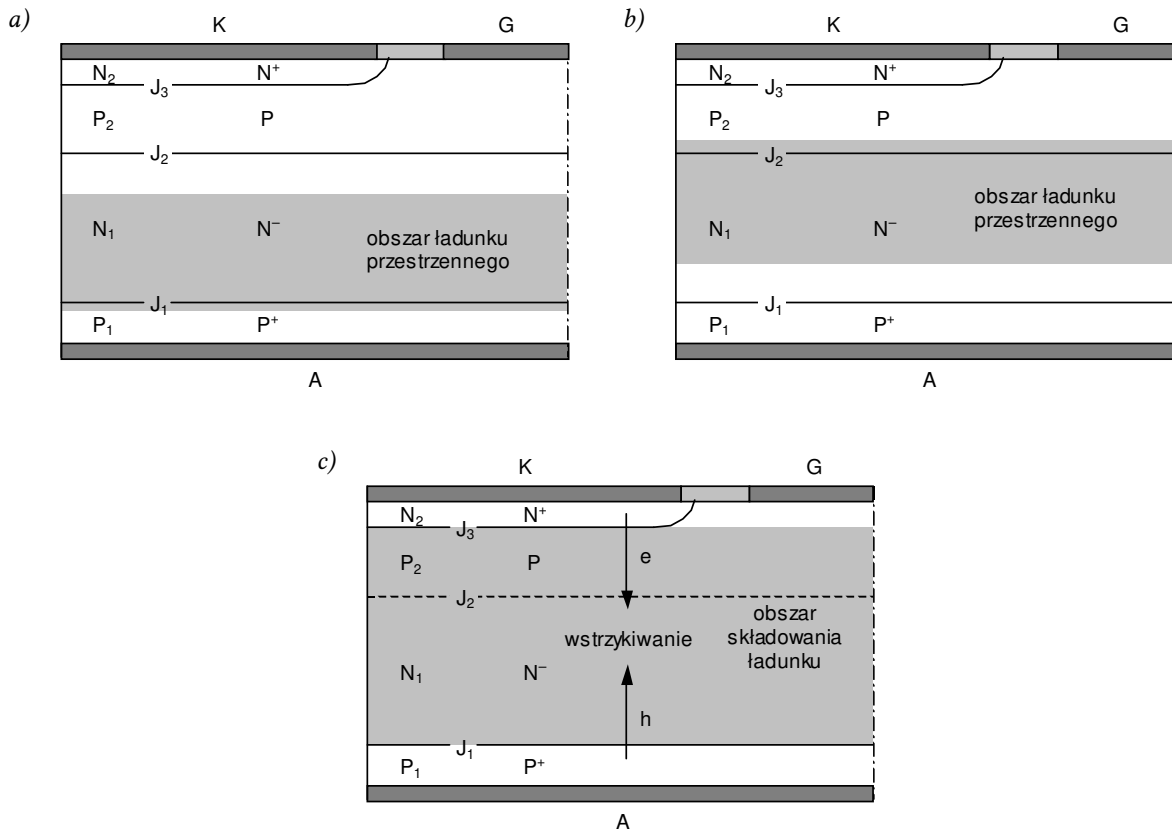 a)
K
G
N₂
N⁺
J₃
P₂
P
J₂
N₁
N⁻
obszar ładunku
przestrzennego
J₁
P₁
P⁺
A
b)
K
G
N₂
N⁺
J₃
P₂
P
J₂
obszar ładunku
przestrzennego
N₁
N⁻
J₁
P₁
P⁺
A
c)
K
G
N₂
N⁺
J₃
P₂
P
e
J₂
obszar
składowania
ładunku
wstrzykiwanie
N₁
N⁻
h
J₁
P₁
P⁺
A